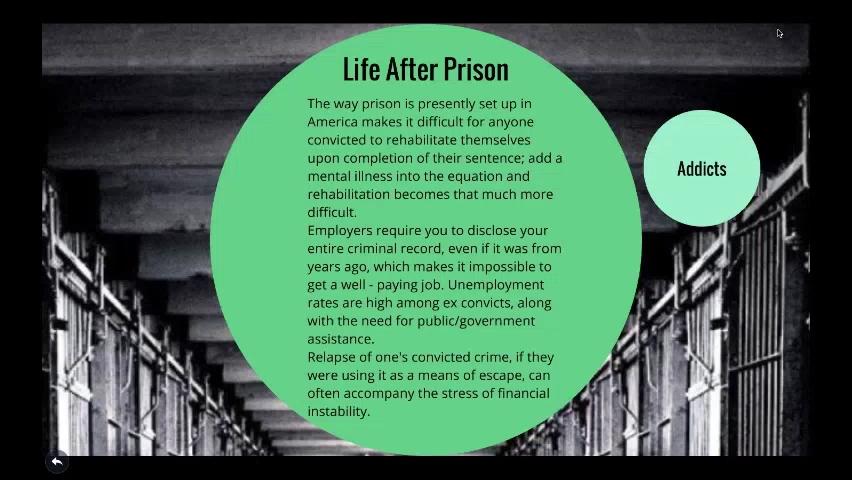 Life After Prison
The way prison is presently set up in
America makes it difficult for anyone
convicted to rehabilitate themselves
upon completion of their sentence; add a
mental illness into the equation and
rehabilitation becomes that much more
difficult.
Employers require you to disclose your
entire criminal record, even if it was from
years ago, which makes it impossible to
get a well - paying job. Unemployment
rates are high among ex convicts, along
with the need for public/government
assistance.
Relapse of one's convicted crime, if they
were using it as a means of escape, can
often accompany the stress of financial
instability.
Addicts